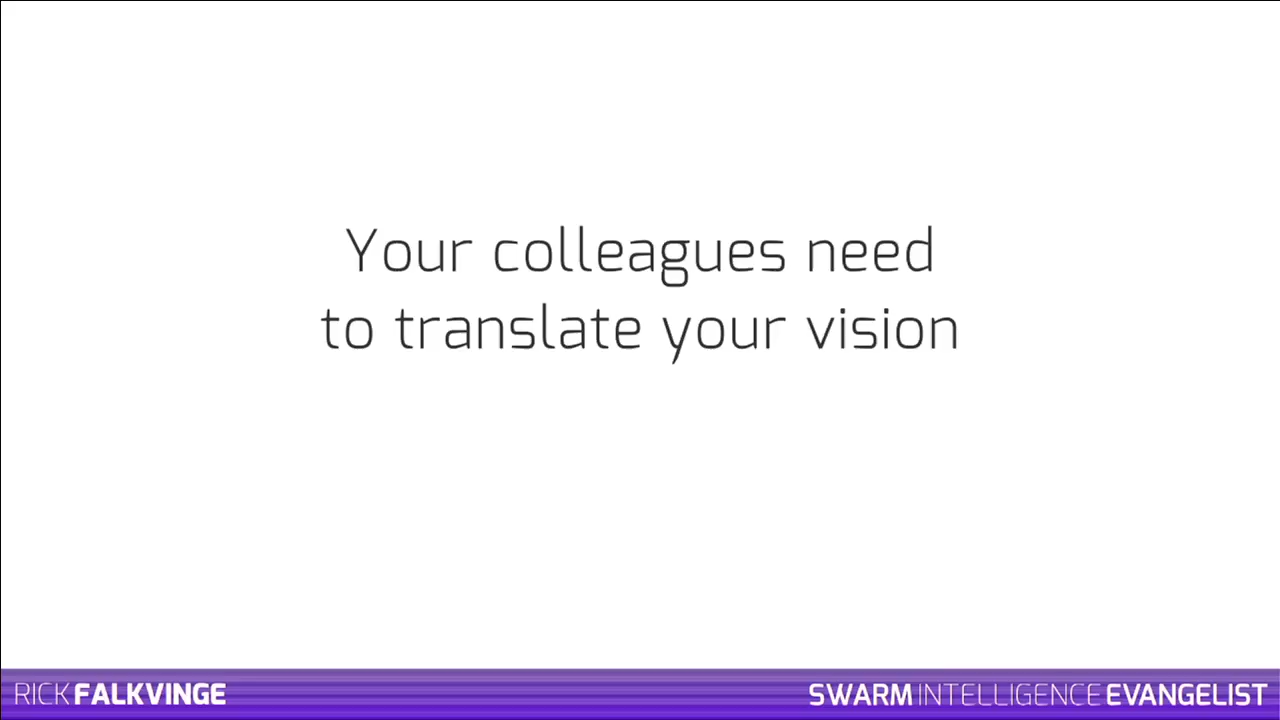 Your colleagues need
to translate your vision
RICK FALKVINGE
SWARM INTELLIGENCE EVANGELIST